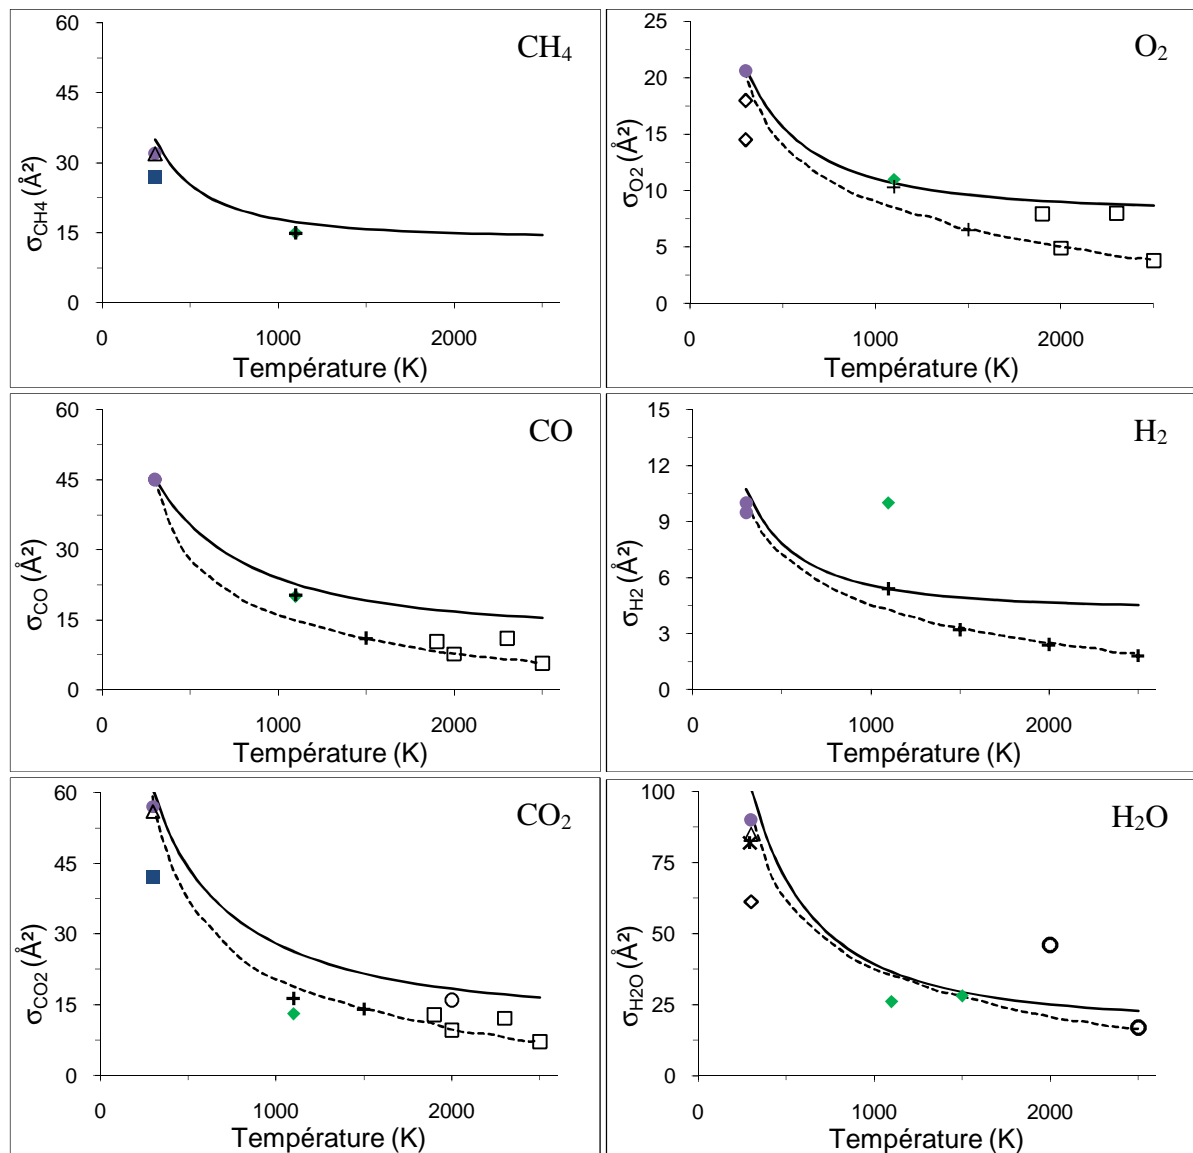 CH4
60
45
30
15
0
σCH4 (Å²)
0 1000 2000
Température (K)
O2
25
20
15
10
5
0
σO2 (Å²)
0 1000 2000
Température (K)
CO
60
45
30
15
0
σCO (Å²)
0 1000 2000
Température (K)
H2
15
12
9
6
3
0
σH2 (Å²)
0 1000 2000
Température (K)
CO2
60
45
30
15
0
σCO2 (Å²)
0 1000 2000
Température (K)
H2O
100
75
50
25
0
σH2O (Å²)
0 1000 2000
Température (K)